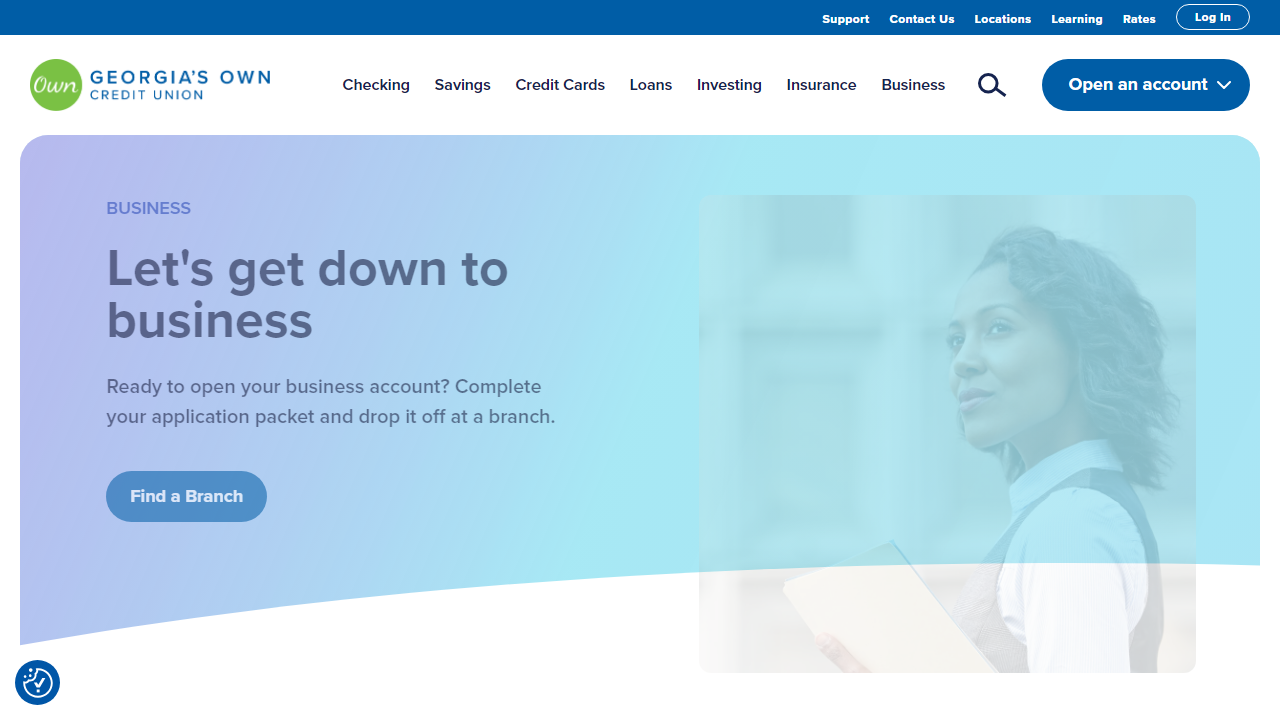 Support Contact Us Locations Learning Rates Log In
Own GEORGIA'S OWN
CREDIT UNION
Checking Savings Credit Cards Loans Investing Insurance Business Open an account
BUSINESS
Let's get down to
business
Ready to open your business account? Complete
your application packet and drop it off at a branch.
Find a Branch